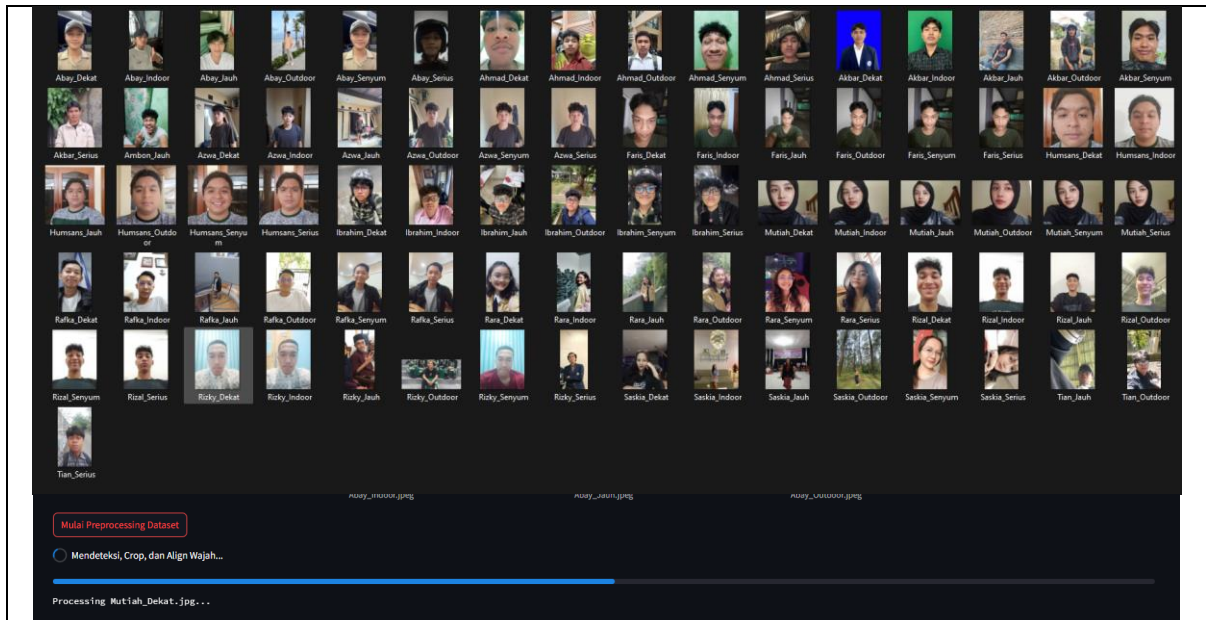 Abay_Dekat Abay_Indoor Abay_Jauh Abay_Outdoor Abay_Senyum Abay_Serius Ahmad_Dekat Ahmad_Indoor Ahmad_Outdoor Ahmad_Senyum Ahmad_Serius Akbar_Dekat Akbar_Indoor Akbar_Jauh Akbar_Outdoor Akbar_Senyum
Akbar_Serius Ambon_Jauh Azwa_Dekat Azwa_Indoor Azwa_Jauh Azwa_Outdoor Azwa_Senyum Azwa_Serius Faris_Dekat Faris_Indoor Faris_Jauh Faris_Outdoor Faris_Senyum Faris_Serius Humsans_Dekat Humsans_Indoor
Humsans_Jauh Humsans_Outdo Humsans_Senyu Humsans_Serius Ibrahim_Dekat Ibrahim_Indoor Ibrahim_Jauh Ibrahim_Outdoor Ibrahim_Senyum Ibrahim_Serius Mutiah_Dekat Mutiah_Indoor Mutiah_Jauh Mutiah_Outdoor Mutiah_Senyum Mutiah_Serius
or m
Rafka_Dekat Rafka_Indoor Rafka_Jauh Rafka_Outdoor Rafka_Senyum Rafka_Serius Rara_Dekat Rara_Indoor Rara_Jauh Rara_Outdoor Rara_Senyum Rara_Serius Rizal_Dekat Rizal_Indoor Rizal_Jauh Rizal_Outdoor
Rizal_Senyum Rizal_Serius Rizky_Dekat Rizky_Indoor Rizky_Jauh Rizky_Outdoor Rizky_Senyum Rizky_Serius Saskia_Dekat Saskia_Indoor Saskia_Jauh Saskia_Outdoor Saskia_Senyum Saskia_Serius Tian_Jauh Tian_Outdoor
Tian_Serius
Abay_Indoor.jpeg Abay_Jauh.jpeg Abay_Outdoor.jpeg
Mulai Preprocessing Dataset
Mendeteksi, Crop, dan Align Wajah...
Processing Mutiah_Dekat.jpg...